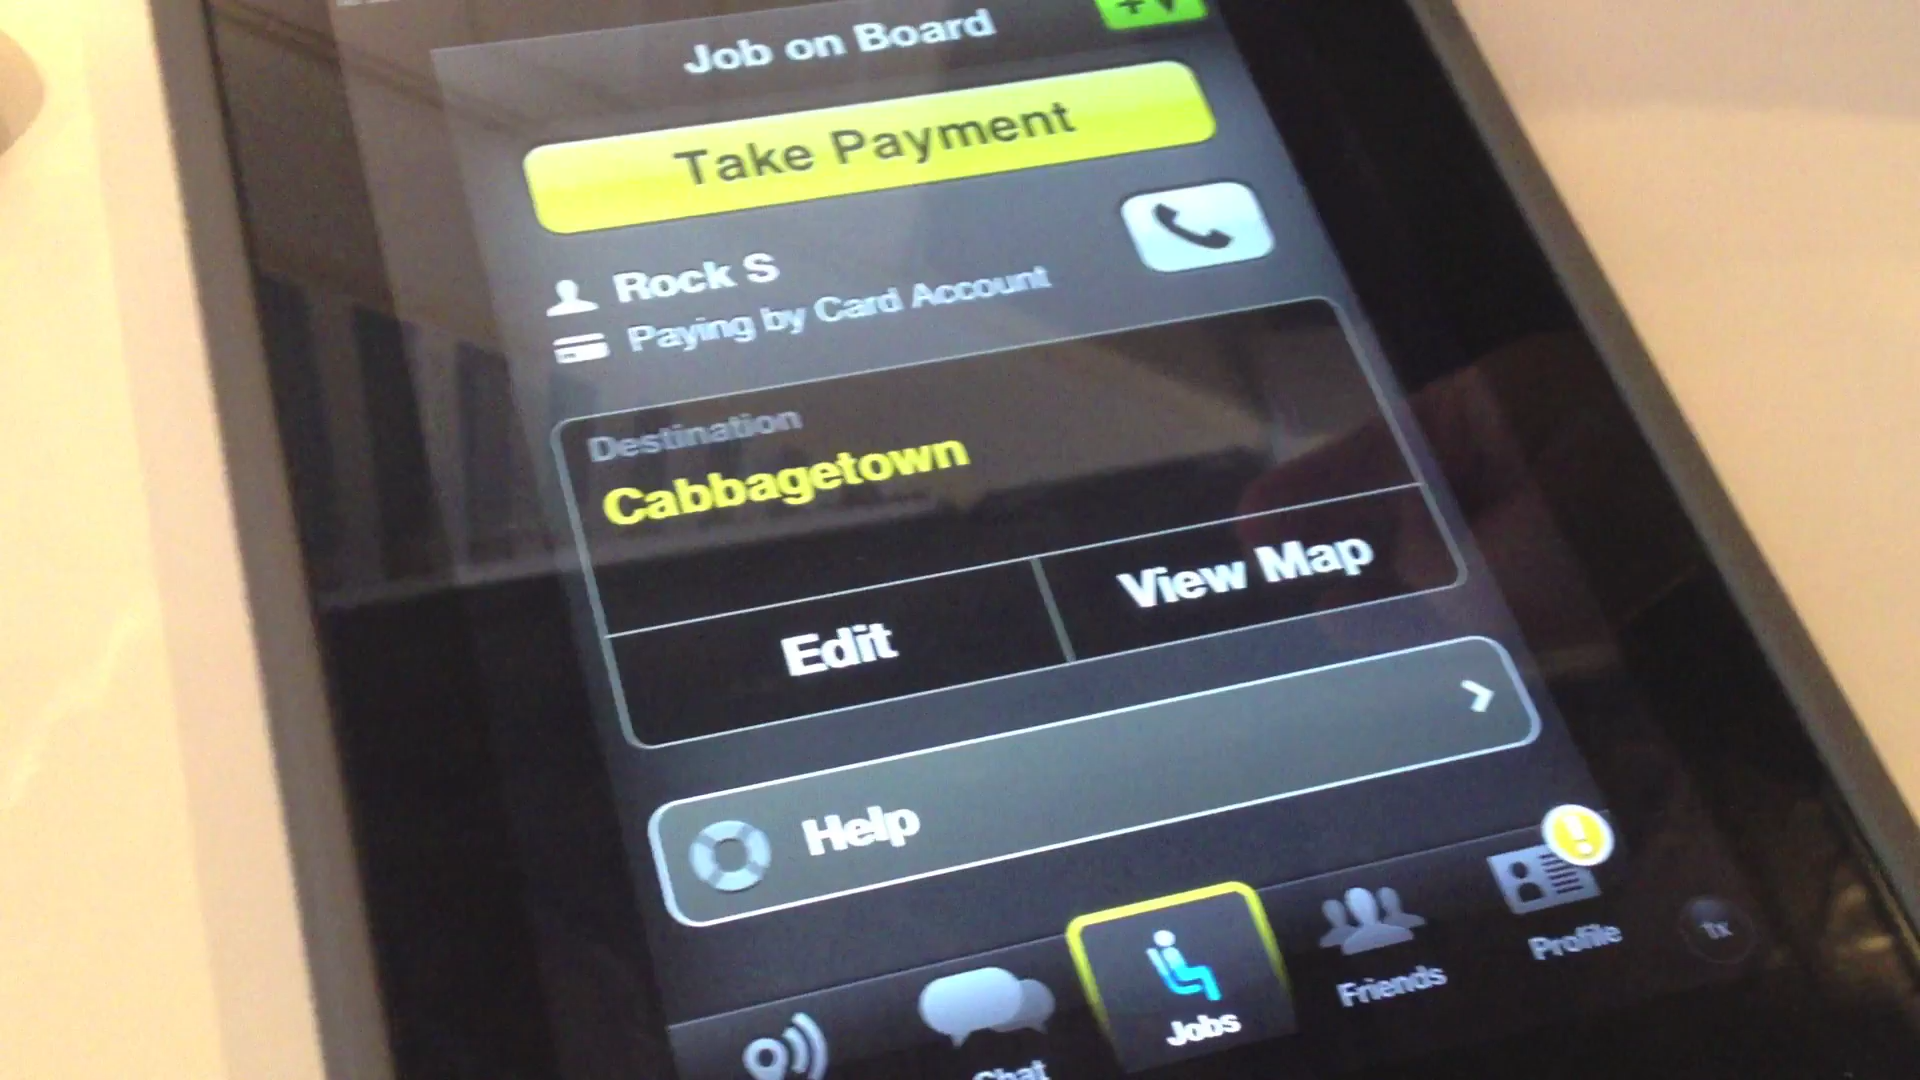 Job on Board
Take Payment
Rock S
Paying by Card Account
Destination
Cabbagetown
Edit
View Map
Help
Chat
Jobs
Friends
Profile
1x